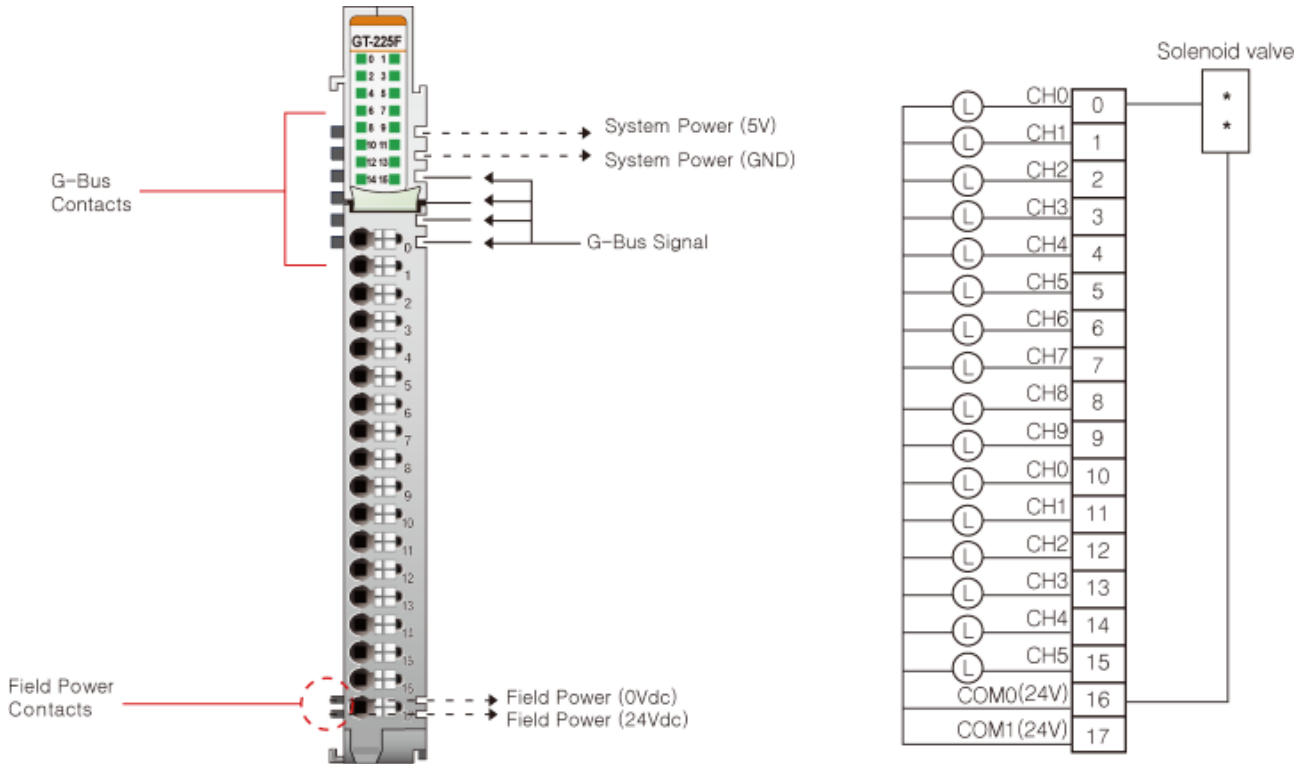 GT-225F
0 1
2 3
4 5
6 7
8 9
10 11
12 13
14 15
System Power (5V)
System Power (GND)
G-Bus
Contacts
G-Bus Signal
0
1
2
3
4
5
6
7
8
9
10
11
12
13
14
15
16
17
Field Power
Contacts
Field Power (0Vdc)
Field Power (24Vdc)
Solenoid valve
*
*
L CH0 0
L CH1 1
L CH2 2
L CH3 3
L CH4 4
L CH5 5
L CH6 6
L CH7 7
L CH8 8
L CH9 9
L CH0 10
L CH1 11
L CH2 12
L CH3 13
L CH4 14
L CH5 15
COM0(24V) 16
COM1(24V) 17